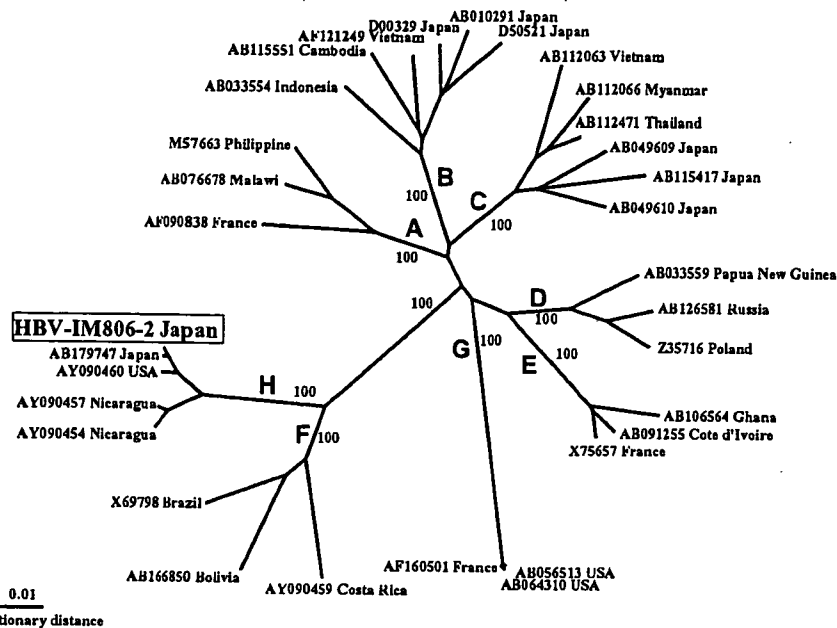 AB010291 Japan
D00329 Japan
D50521 Japan
AF121249 Vietnam
AB115551 Cambodia
AB112063 Vietnam
AB033554 Indonesia
AB112066 Myanmar
AB112471 Thailand
M57663 Philippine
AB049609 Japan
AB076678 Malawi
B
C
AB115417 Japan
100
AB049610 Japan
AF090838 France
A
100
100
AB033559 Papua New Guinea
100
D
AB126581 Russia
HBV-IM806-2 Japan
100
G
100
Z35716 Poland
AB179747 Japan
AY090460 USA
E
100
H
100
AY090457 Nicaragua
AB106564 Ghana
AY090454 Nicaragua
F
100
AB091255 Cote d'Ivoire
X75657 France
X69798 Brazil
AF160501 France
AB056513 USA
AB166850 Bolivia
AY090459 Costa Rica
AB064310 USA
0.01
tionary distance